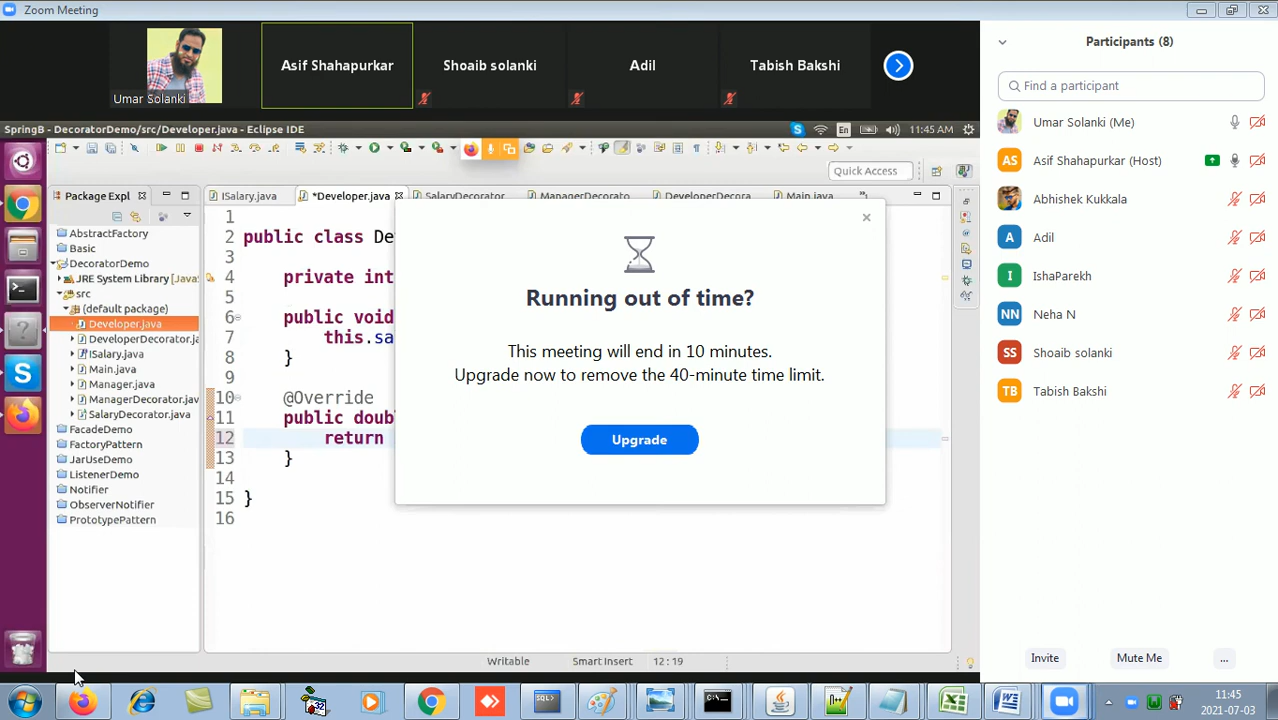 Zoom Meeting
Umar Solanki
Asif Shahapurkar
Shoaib solanki
Adil
Tabish Bakshi
SpringB - DecoratorDemo/src/Developer.java - Eclipse IDE
En
11:45 AM
Quick Access
Package Expl
ISalary.java
*Developer.java
SalaryDecorator
ManagerDecorato
DeveloperDecora
Main.java
AbstractFactory
Basic
DecoratorDemo
JRE System Library [Java
src
(default package)
Developer.java
DeveloperDecorator.ja
ISalary.java
Main.java
Manager.java
ManagerDecorator.java
SalaryDecorator.java
FacadeDemo
FactoryPattern
JarUseDemo
ListenerDemo
Notifier
ObserverNotifier
PrototypePattern
1
2 public class De
3
4 private int
5
6 public void
7 this.sa
8 }
9
10 @Override
11 public doub
12 return
13 }
14
15 }
16
Running out of time?
This meeting will end in 10 minutes.
Upgrade now to remove the 40-minute time limit.
Upgrade
Writable
Smart Insert
12 : 19
Participants (8)
Find a participant
Umar Solanki (Me)
AS Asif Shahapurkar (Host)
Abhishek Kukkala
A Adil
I IshaParekh
NN Neha N
SS Shoaib solanki
TB Tabish Bakshi
Invite
Mute Me
...
11:45
2021-07-03